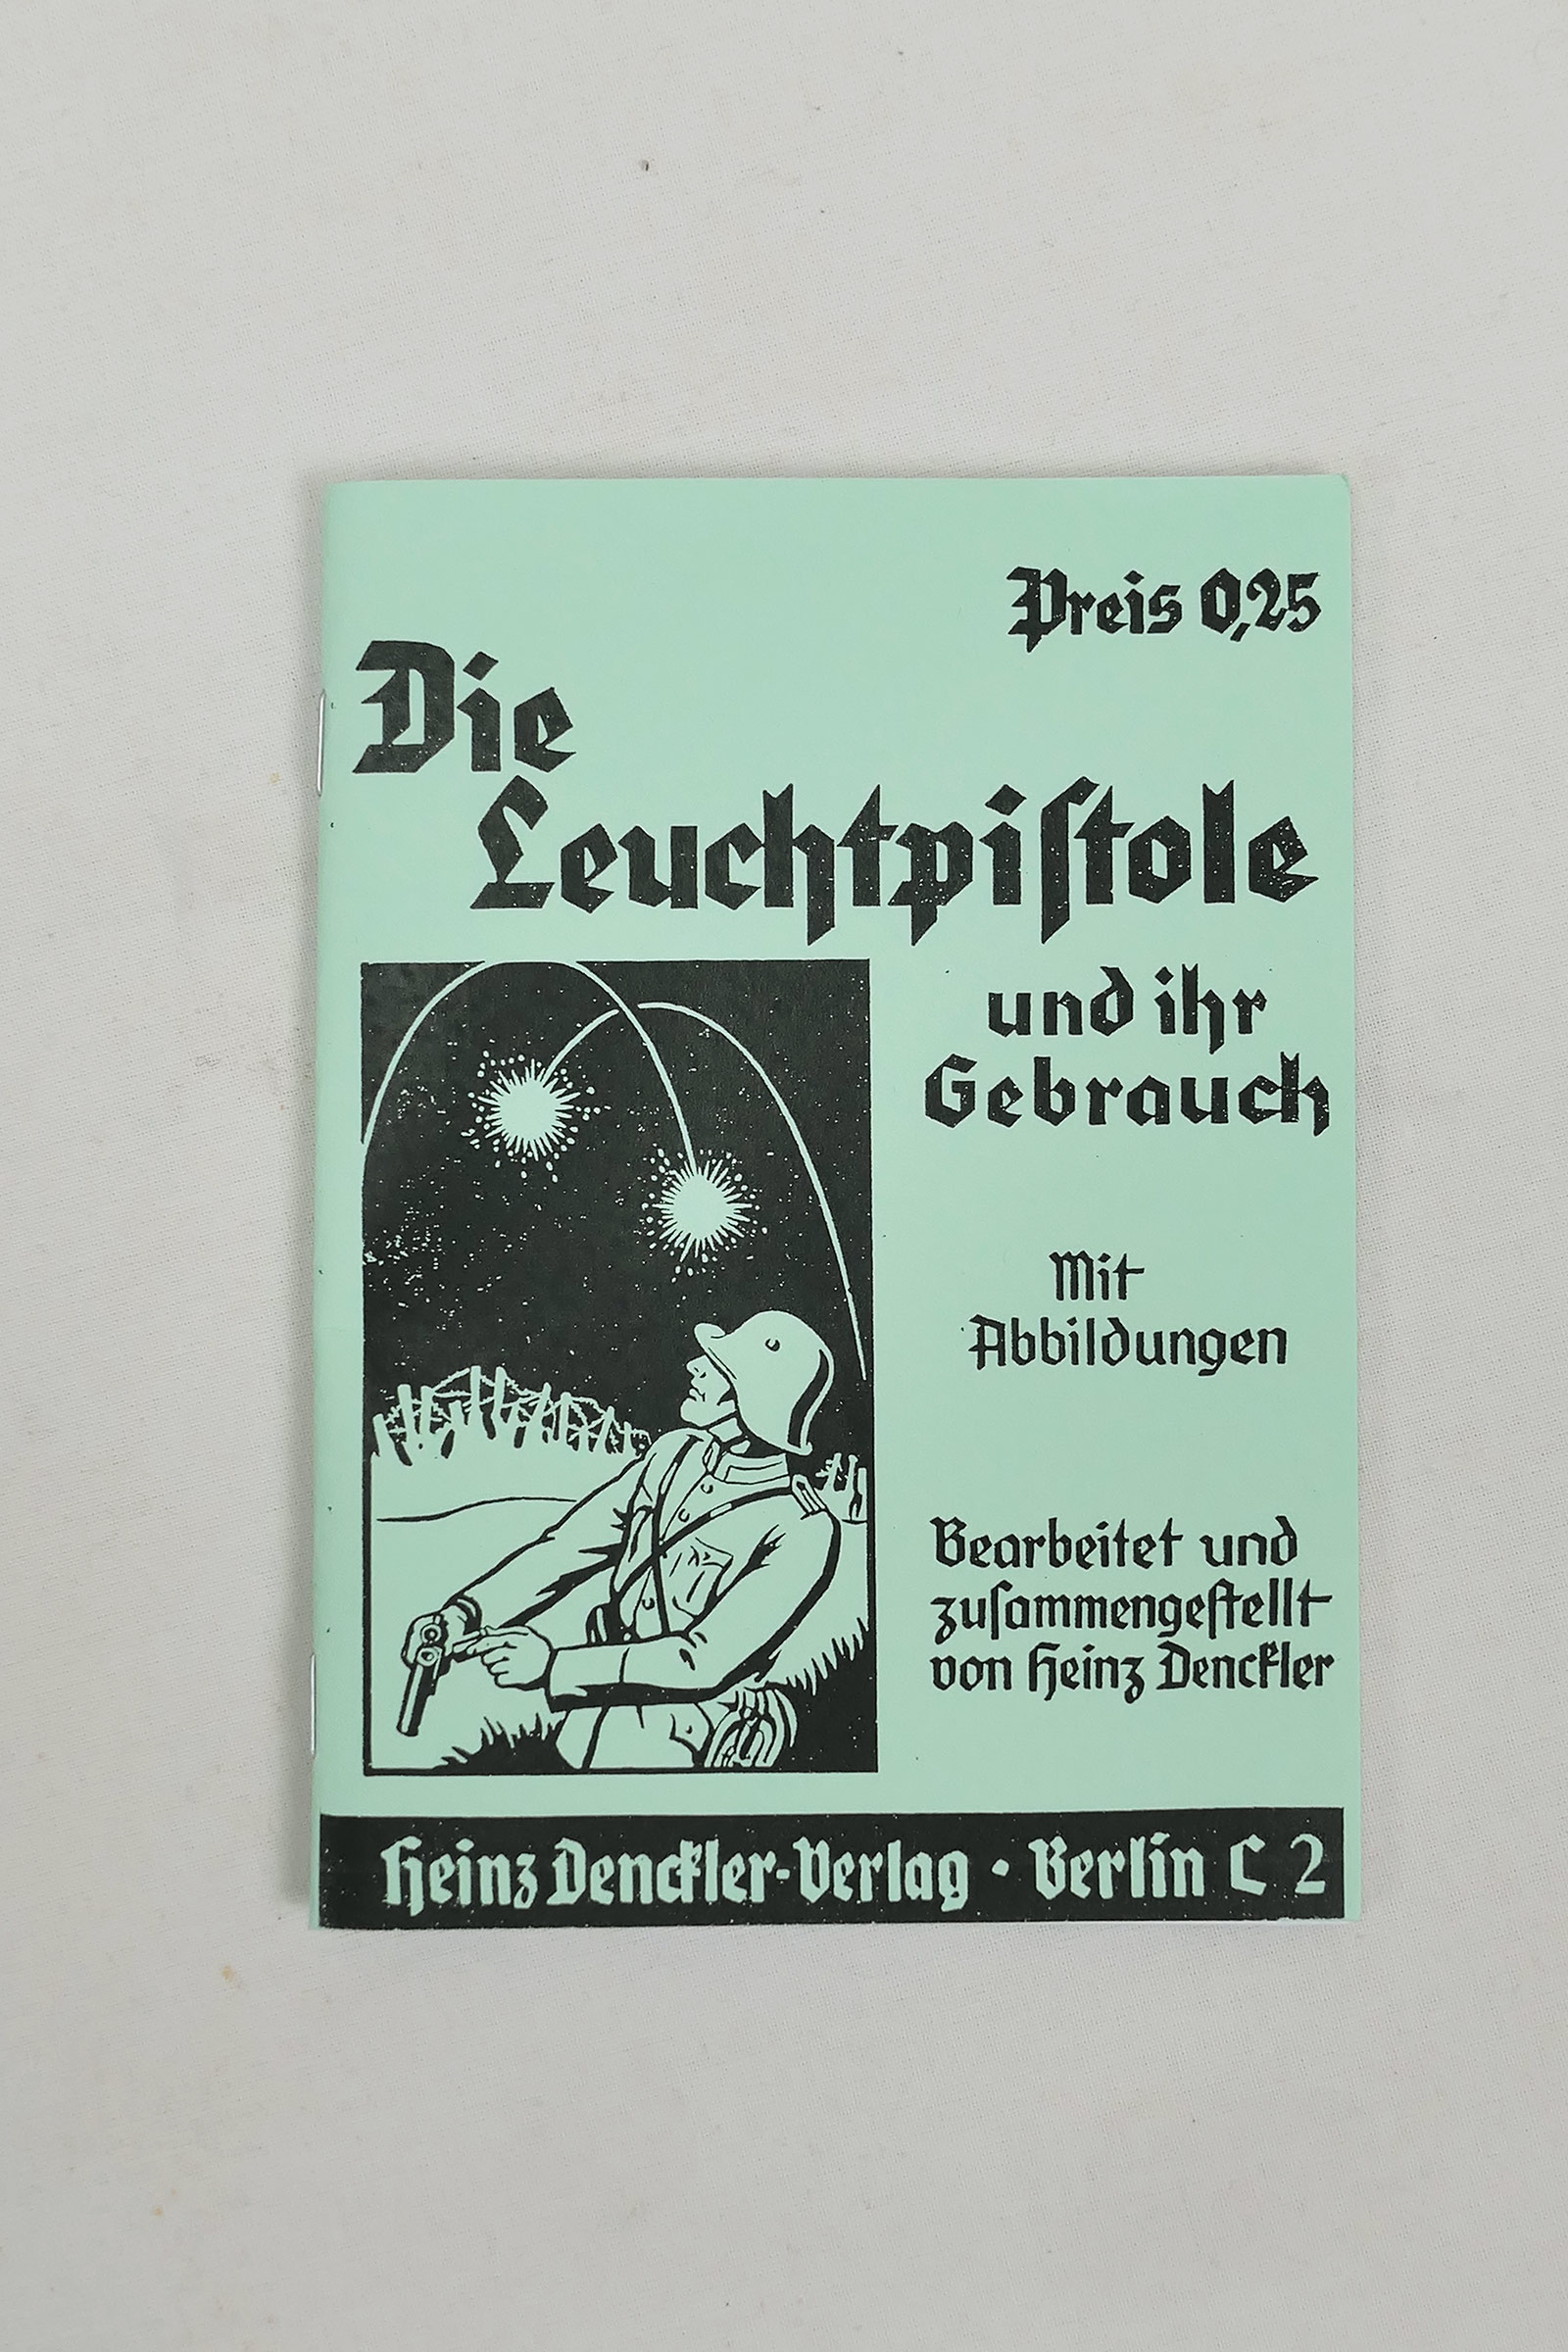 Preis 0,25
Die
Leuchtpiſtole
und ihr
Gebrauch
Mit
Abbildungen
Bearbeitet und
zuſammengeſtellt
von Heinz Denckler
Heinz Denckler-Verlag · Berlin C 2